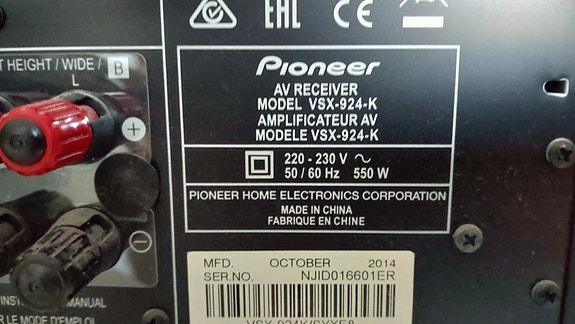 EAC
T HEIGHT / WIDE /
L
B
Pioneer
AV RECEIVER
MODEL VSX-924-K
AMPLIFICATEUR AV
MODELE VSX-924-K
220 - 230 V ~
50 / 60 Hz 550 W
PIONEER HOME ELECTRONICS CORPORATION
MADE IN CHINA
FABRIQUE EN CHINE
MFD. OCTOBER 2014
SER.NO. NJID016601ER
MANUAL
LE MODE D'EMPLOI